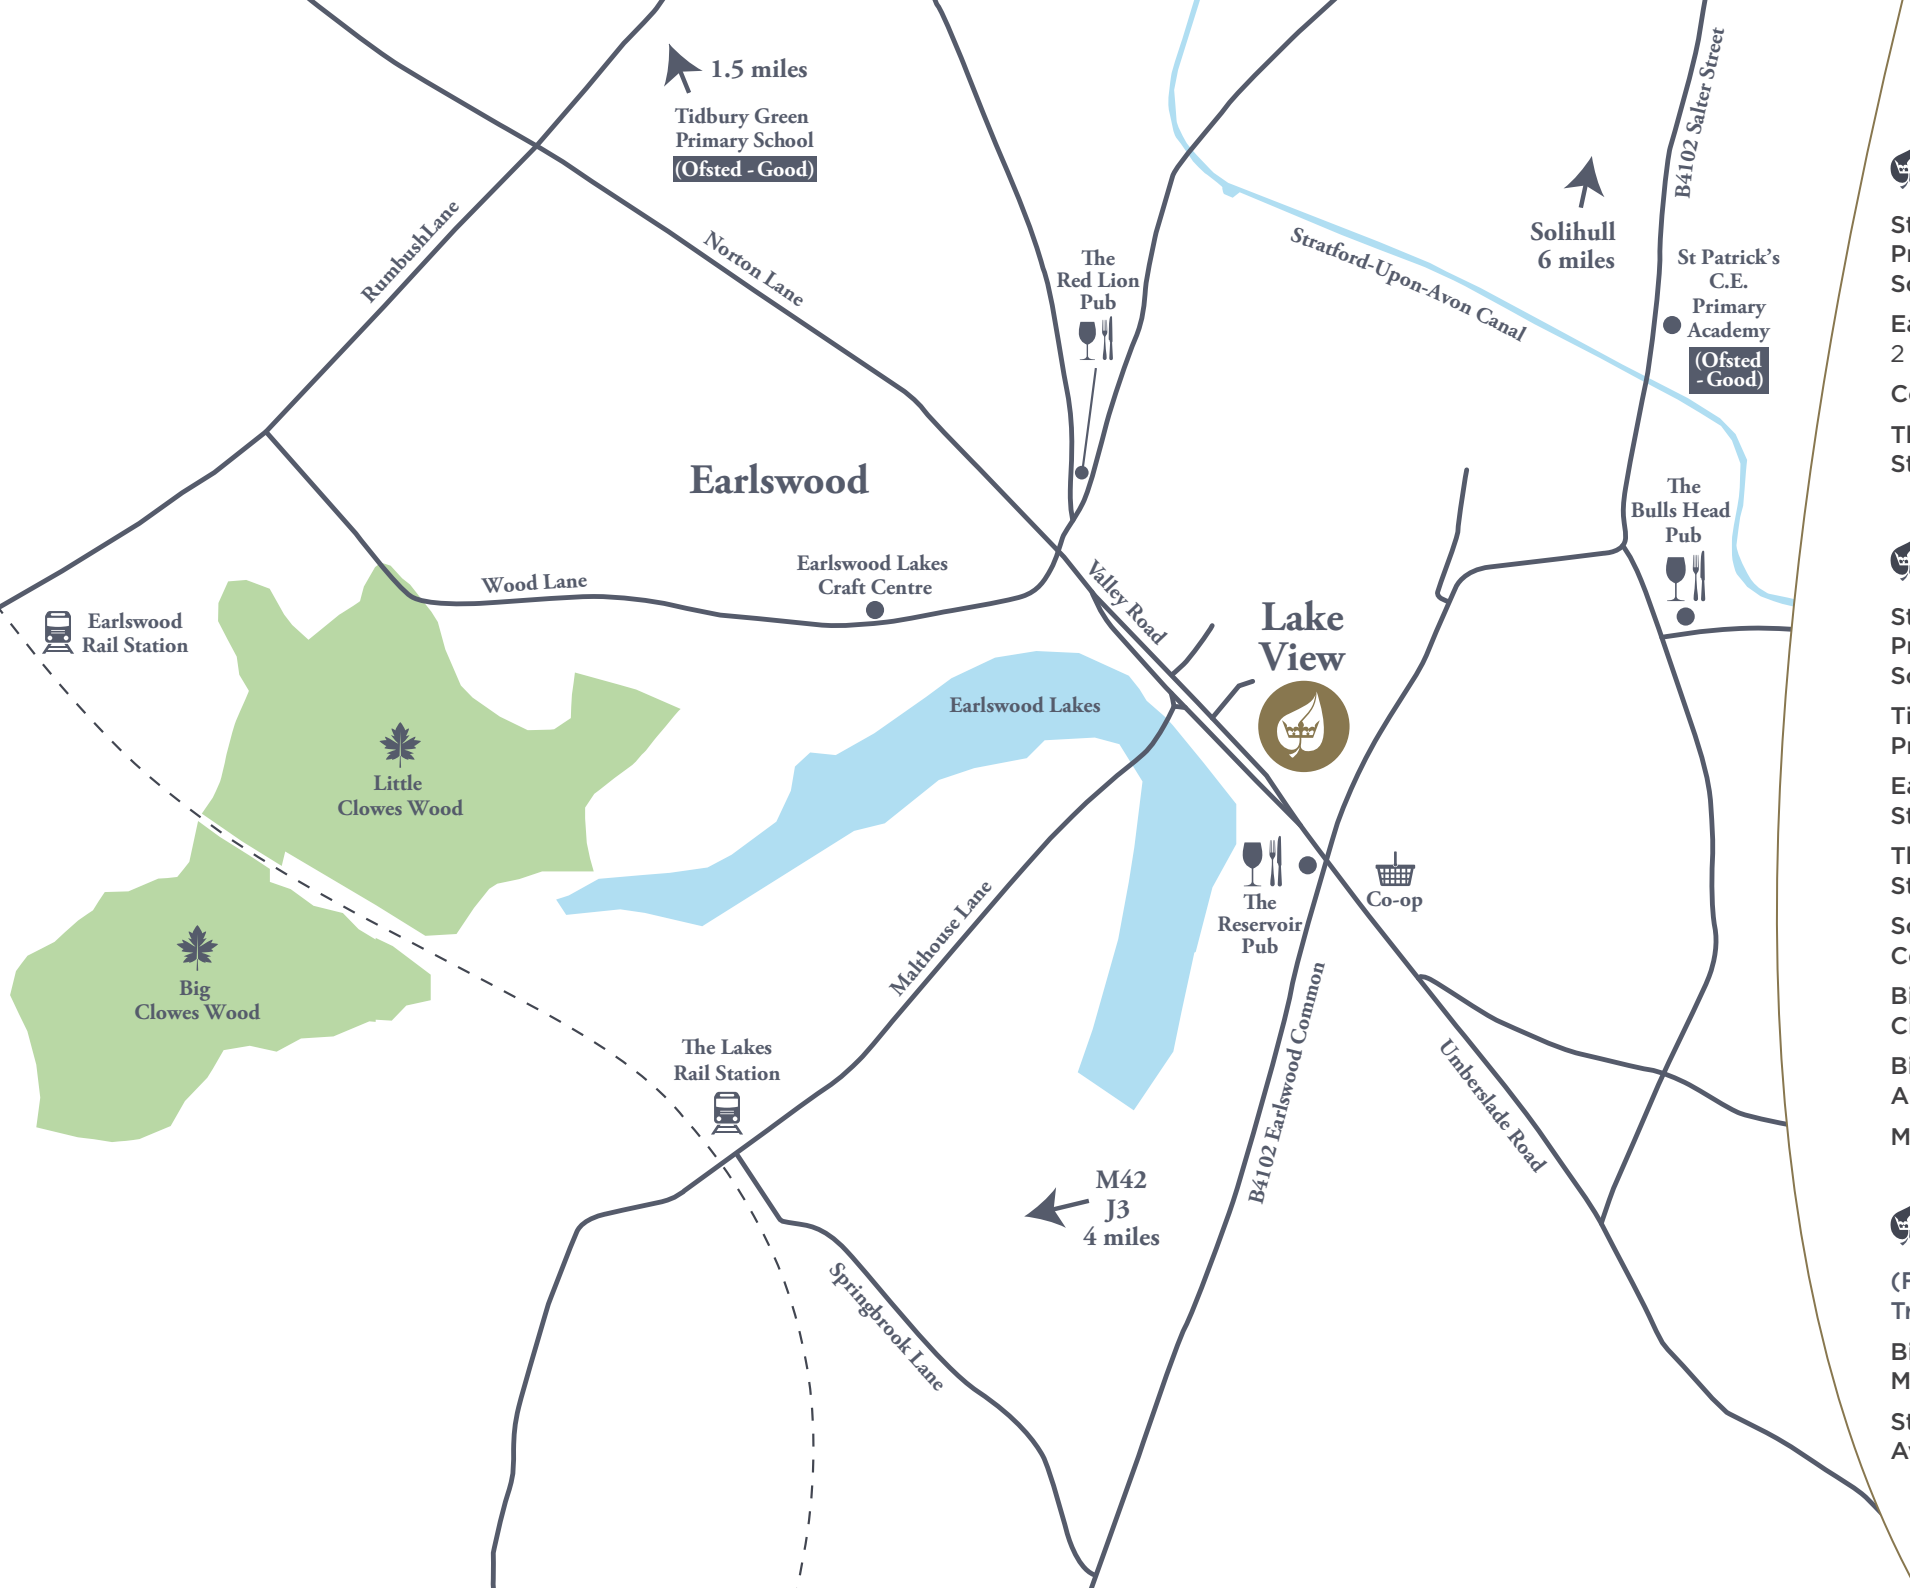 1.5 miles
Tidbury Green
Primary School
(Ofsted - Good)
B4102 Salter Street
RumbushLane
Norton Lane
Stratford-Upon-Avon Canal
Solihull
6 miles
The
Red Lion
Pub
St Patrick's
C.E.
Primary
Academy
(Ofsted
- Good)
Earlswood
The
Bulls Head
Pub
Wood Lane
Earlswood Lakes
Craft Centre
Valley Road
Lake
View
Earlswood
Rail Station
Earlswood Lakes
Little
Clowes Wood
The
Reservoir
Pub
Co-op
Malthouse Lane
Big
Clowes Wood
The Lakes
Rail Station
B4102 Earlswood Common
Umberslade Road
M42
J3
4 miles
Springbrook Lane